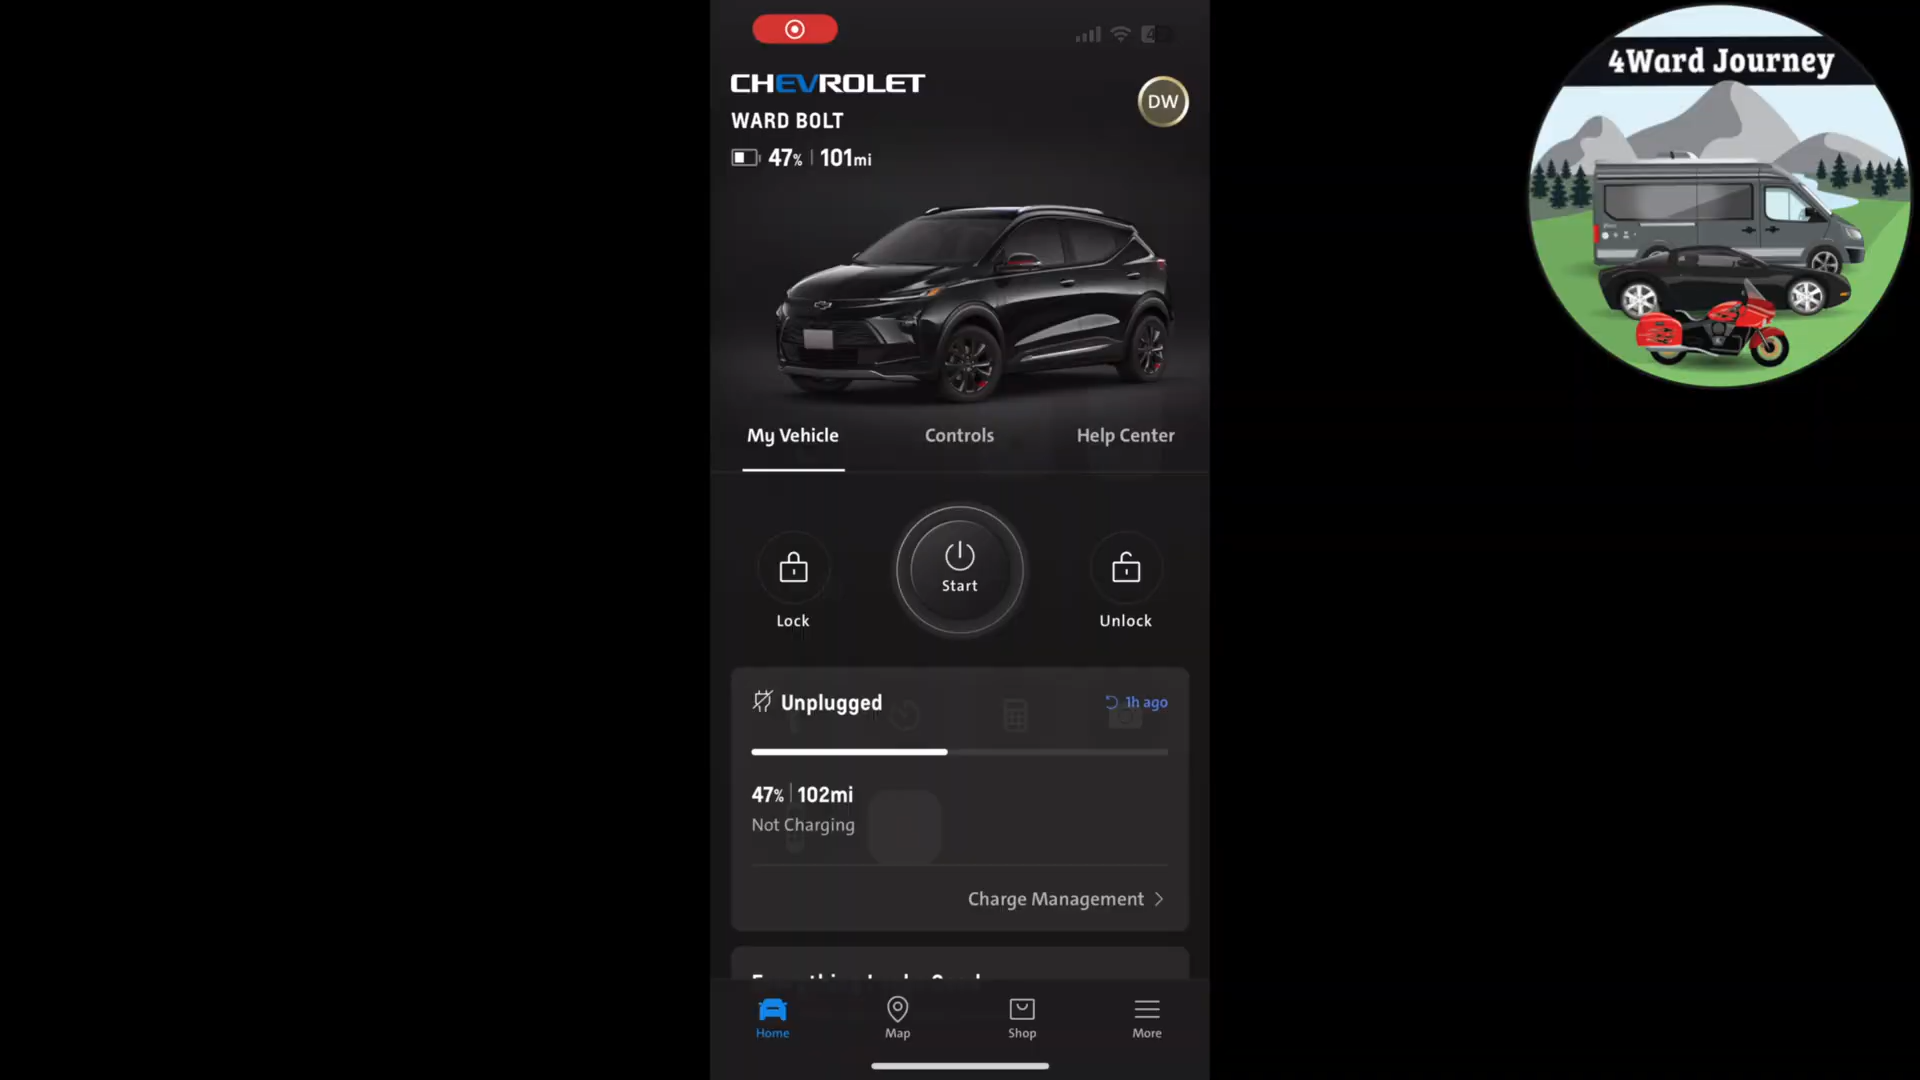 4Ward Journey
CHEVROLET
DW
WARD BOLT
47% | 101mi
My Vehicle
Controls
Help Center
Start
Lock
Unlock
Unplugged
1h ago
47% | 102mi
Not Charging
Charge Management
Home
Map
Shop
More